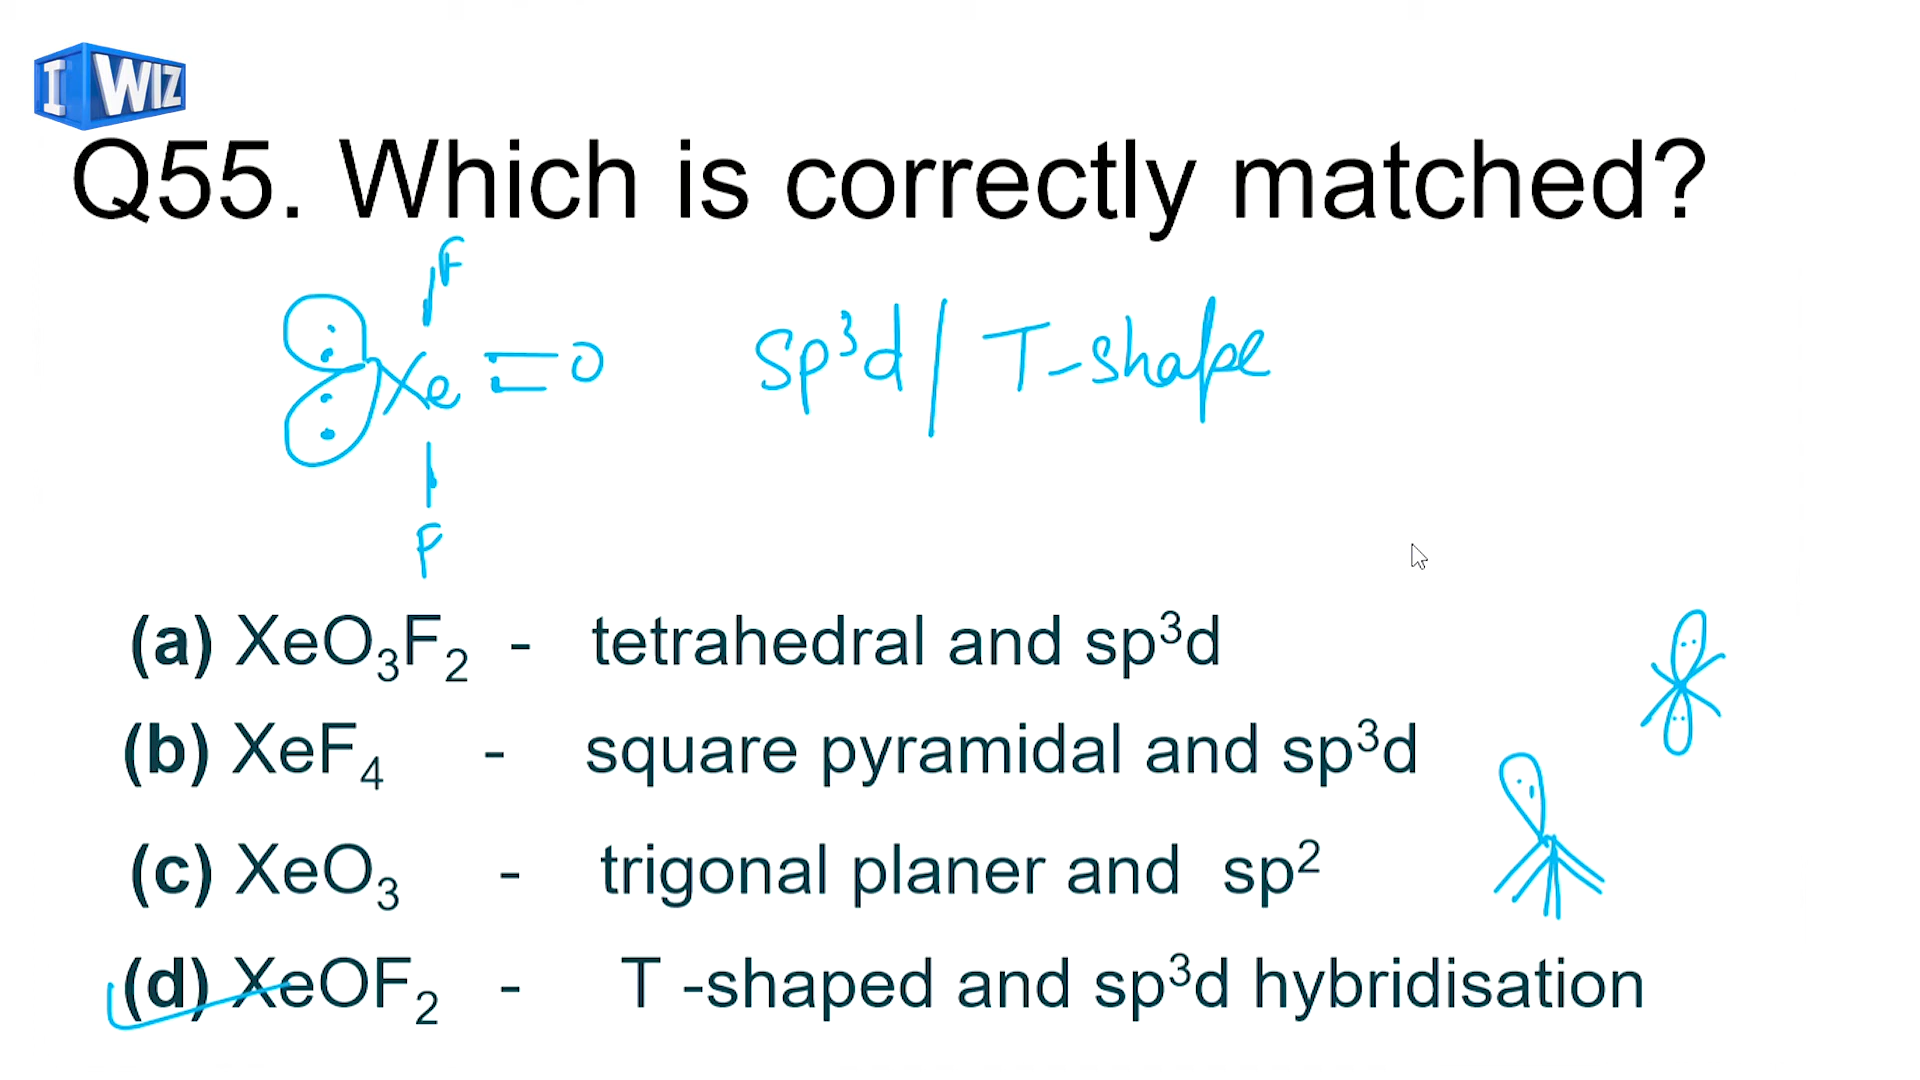 I WIZ
Q55. Which is correctly matched?
F
Xe = O sp³d / T-shape
F
(a) XeO₃F₂ - tetrahedral and sp³d
(b) XeF₄ - square pyramidal and sp³d
(c) XeO₃ - trigonal planer and sp²
(d) XeOF₂ - T -shaped and sp³d hybridisation